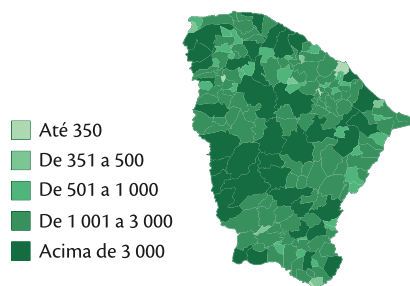 Até 350
De 351 a 500
De 501 a 1 000
De 1 001 a 3 000
Acima de 3 000